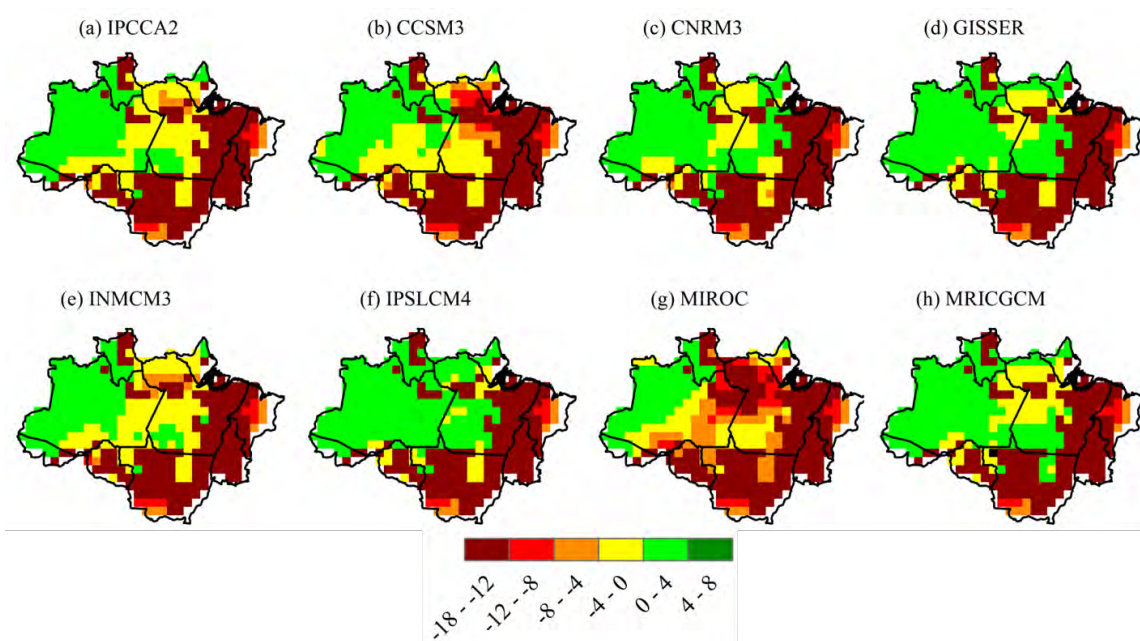 (a) IPCCA2
(b) CCSM3
(c) CNRM3
(d) GISSER
(e) INMCM3
(f) IPSLCM4
(g) MIROC
(h) MRICGCM
-18 - -12
-12 - -8
-8 - -4
-4 - 0
0 - 4
4 - 8